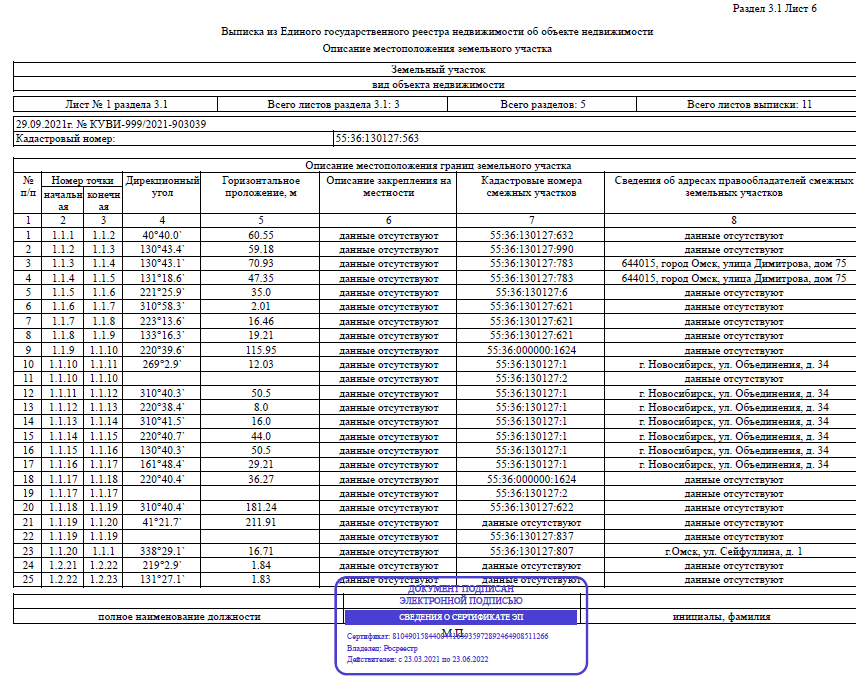 Раздел 3.1 Лист 6
Выписка из Единого государственного реестра недвижимости об объекте недвижимости
Описание местоположения земельного участка
Земельный участок
вид объекта недвижимости
Лист № 1 раздела 3.1 Всего листов раздела 3.1: 3 Всего разделов: 5 Всего листов выписки: 11
29.09.2021г. № КУВИ-999/2021-903039
Кадастровый номер: 55:36:130127:563
Описание местоположения границ земельного участка
№ п/п Номер точки Дирекционный угол Горизонтальное проложение, м Описание закрепления на местности Кадастровые номера смежных участков Сведения об адресах правообладателей смежных земельных участков
начальная конечная
1 2 3 4 5 6 7 8
1 1.1.1 1.1.2 40°40.0` 60.55 данные отсутствуют 55:36:130127:632 данные отсутствуют
2 1.1.2 1.1.3 130°43.4` 59.18 данные отсутствуют 55:36:130127:990 данные отсутствуют
3 1.1.3 1.1.4 130°43.1` 70.93 данные отсутствуют 55:36:130127:783 644015, город Омск, улица Димитрова, дом 75
4 1.1.4 1.1.5 131°18.6` 47.35 данные отсутствуют 55:36:130127:783 644015, город Омск, улица Димитрова, дом 75
5 1.1.5 1.1.6 221°25.9` 35.0 данные отсутствуют 55:36:130127:6 данные отсутствуют
6 1.1.6 1.1.7 310°58.3` 2.01 данные отсутствуют 55:36:130127:621 данные отсутствуют
7 1.1.7 1.1.8 223°13.6` 16.46 данные отсутствуют 55:36:130127:621 данные отсутствуют
8 1.1.8 1.1.9 133°16.3` 19.21 данные отсутствуют 55:36:130127:621 данные отсутствуют
9 1.1.9 1.1.10 220°39.6` 115.95 данные отсутствуют 55:36:000000:1624 данные отсутствуют
10 1.1.10 1.1.11 269°2.9` 12.03 данные отсутствуют 55:36:130127:1 г. Новосибирск, ул. Объединения, д. 34
11 1.1.10 1.1.10 данные отсутствуют 55:36:130127:2 данные отсутствуют
12 1.1.11 1.1.12 310°40.3` 50.5 данные отсутствуют 55:36:130127:1 г. Новосибирск, ул. Объединения, д. 34
13 1.1.12 1.1.13 220°38.4` 8.0 данные отсутствуют 55:36:130127:1 г. Новосибирск, ул. Объединения, д. 34
14 1.1.13 1.1.14 310°41.5` 16.0 данные отсутствуют 55:36:130127:1 г. Новосибирск, ул. Объединения, д. 34
15 1.1.14 1.1.15 220°40.7` 44.0 данные отсутствуют 55:36:130127:1 г. Новосибирск, ул. Объединения, д. 34
16 1.1.15 1.1.16 130°40.3` 50.5 данные отсутствуют 55:36:130127:1 г. Новосибирск, ул. Объединения, д. 34
17 1.1.16 1.1.17 161°48.4` 29.21 данные отсутствуют 55:36:130127:1 г. Новосибирск, ул. Объединения, д. 34
18 1.1.17 1.1.18 220°40.4` 36.27 данные отсутствуют 55:36:000000:1624 данные отсутствуют
19 1.1.17 1.1.17 данные отсутствуют 55:36:130127:2 данные отсутствуют
20 1.1.18 1.1.19 310°40.4` 181.24 данные отсутствуют 55:36:130127:622 данные отсутствуют
21 1.1.19 1.1.20 41°21.7` 211.91 данные отсутствуют данные отсутствуют данные отсутствуют
22 1.1.19 1.1.19 данные отсутствуют 55:36:130127:837 данные отсутствуют
23 1.1.20 1.1.1 338°29.1` 16.71 данные отсутствуют 55:36:130127:807 г.Омск, ул. Сейфуллина, д. 1
24 1.2.21 1.2.22 219°2.9` 1.84 данные отсутствуют данные отсутствуют данные отсутствуют
25 1.2.22 1.2.23 131°27.1` 1.83 данные отсутствуют данные отсутствуют данные отсутствуют
ДОКУМЕНТ ПОДПИСАН
ЭЛЕКТРОННОЙ ПОДПИСЬЮ
полное наименование должности СВЕДЕНИЯ О СЕРТИФИКАТЕ ЭП инициалы, фамилия
М.П.
Сертификат:
Владелец: Росреестр
Действителен: с 23.03.2021 по 23.06.2022